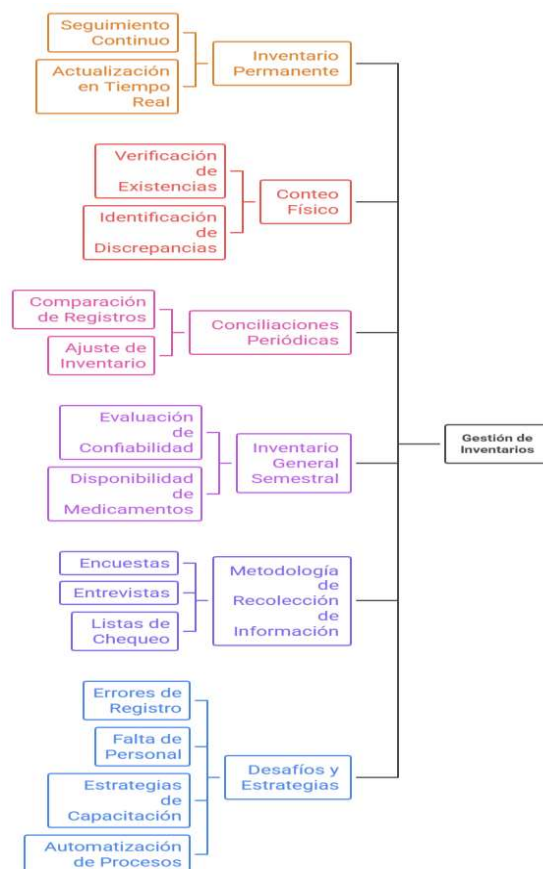 Seguimiento
Continuo
Actualización
en Tiempo
Real
Inventario
Permanente
Verificación
de
Existencias
Identificación
de
Discrepancias
Conteo
Físico
Comparación
de Registros
Ajuste de
Inventario
Conciliaciones
Periódicas
Evaluación
de
Confiabilidad
Disponibilidad
de
Medicamentos
Inventario
General
Semestral
Gestión de
Inventarios
Encuestas
Entrevistas
Listas de
Chequeo
Metodología
de
Recolección
de
Información
Errores de
Registro
Falta de
Personal
Estrategias
de
Capacitación
Automatización
de Procesos
Desafíos y
Estrategias